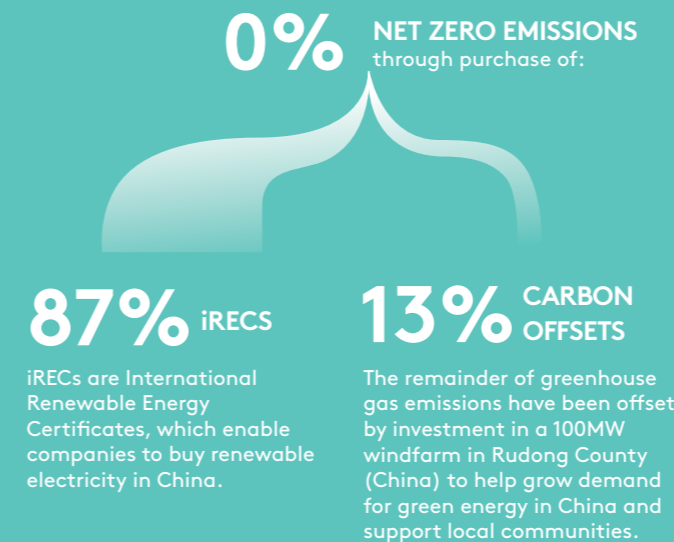 0% NET ZERO EMISSIONS
through purchase of:
87% iRECS
iRECs are International
Renewable Energy
Certificates, which enable
companies to buy renewable
electricity in China.
13% CARBON
OFFSETS
The remainder of greenhouse
gas emissions have been offset
by investment in a 100MW
windfarm in Rudong County
(China) to help grow demand
for green energy in China and
support local communities.